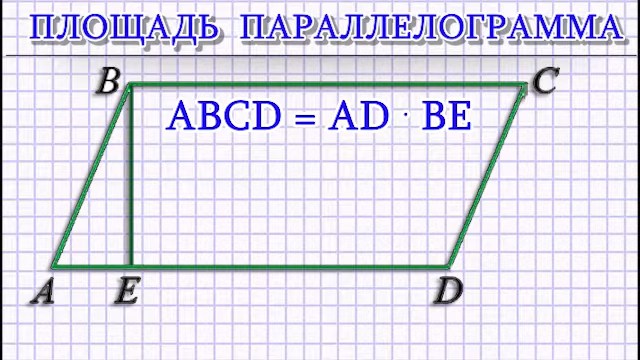 ПЛОЩАДЬ ПАРАЛЛЕЛОГРАММА
B C
ABCD = AD · BE
A E D